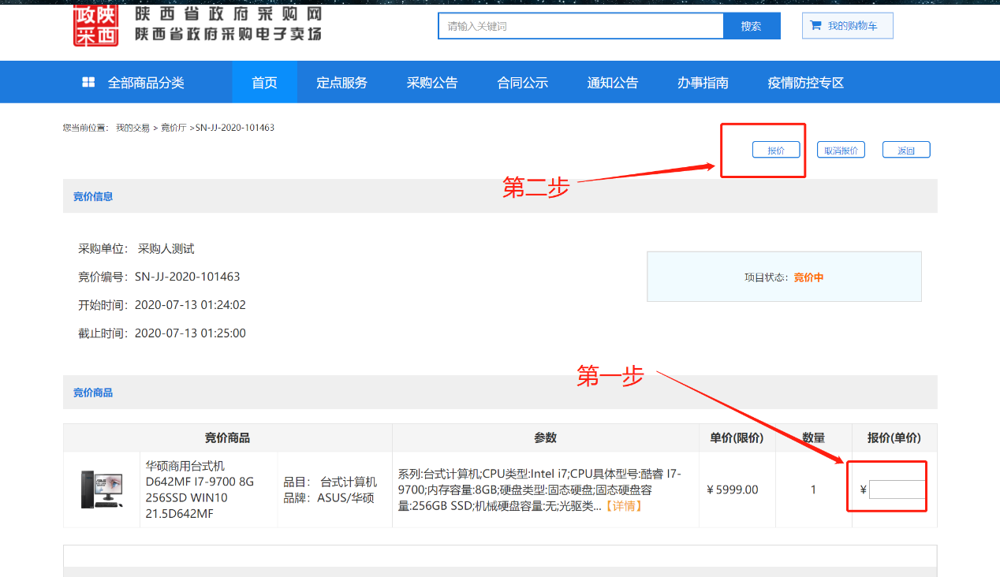 政陕
采西
陕西省政府采购网
陕西省政府采购电子卖场
请输入关键词
搜索
我的购物车
全部商品分类
首页
定点服务
采购公告
合同公示
通知公告
办事指南
疫情防控专区
您当前位置： 我的交易 > 竞价厅 >SN-JJ-2020-101463
报价
取消报价
返回
第二步
竞价信息
采购单位： 采购人测试
竞价编号：SN-JJ-2020-101463
开始时间：2020-07-13 01:24:02
截止时间：2020-07-13 01:25:00
项目状态：竞价中
第一步
竞价商品
竞价商品
参数
单价(限价)
数量
报价(单价)
华硕商用台式机
D642MF I7-9700 8G
256SSD WIN10
21.5D642MF
品目： 台式计算机
品牌：ASUS/华硕
系列:台式计算机;CPU类型:Intel i7;CPU具体型号:酷睿 I7-
9700;内存容量:8GB;硬盘类型:固态硬盘;固态硬盘容
量:256GB SSD;机械硬盘容量:无;光驱类...【详情】
¥ 5999.00
1
¥